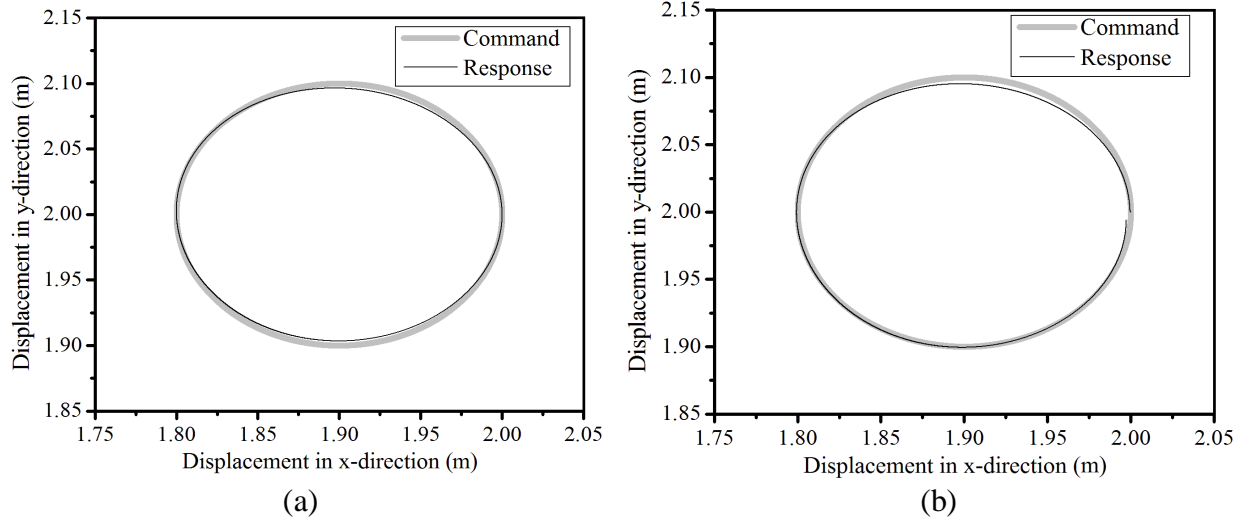 2.15
2.10
2.05
2.00
1.95
1.90
1.85
Displacement in y-direction (m)
Command
Response
1.75 1.80 1.85 1.90 1.95 2.00 2.05
Displacement in x-direction (m)
(a)
2.15
2.10
2.05
2.00
1.95
1.90
1.85
Displacement in y-direction (m)
Command
Response
1.75 1.80 1.85 1.90 1.95 2.00 2.05
Displacement in x-direction (m)
(b)